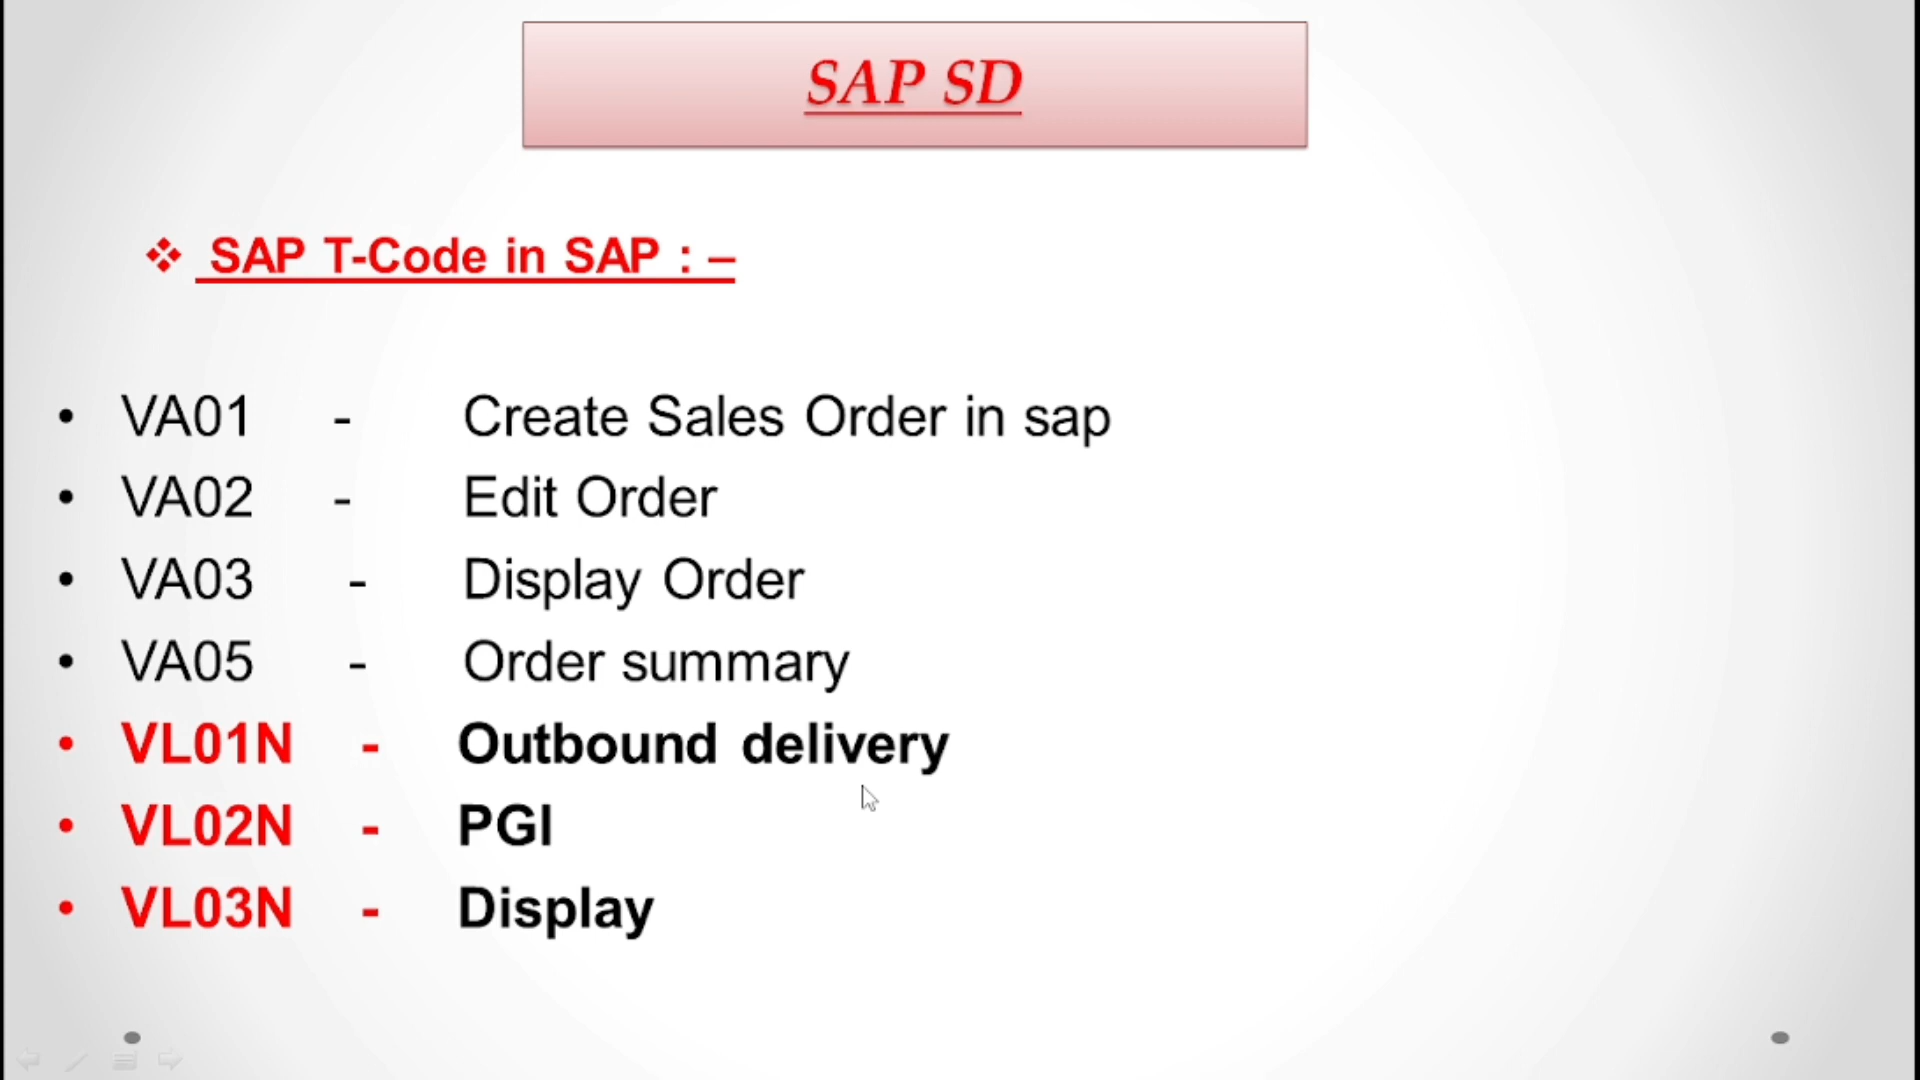 SAP SD
❖ SAP T-Code in SAP : –
• VA01 - Create Sales Order in sap
• VA02 - Edit Order
• VA03 - Display Order
• VA05 - Order summary
• VL01N - Outbound delivery
• VL02N - PGI
• VL03N - Display